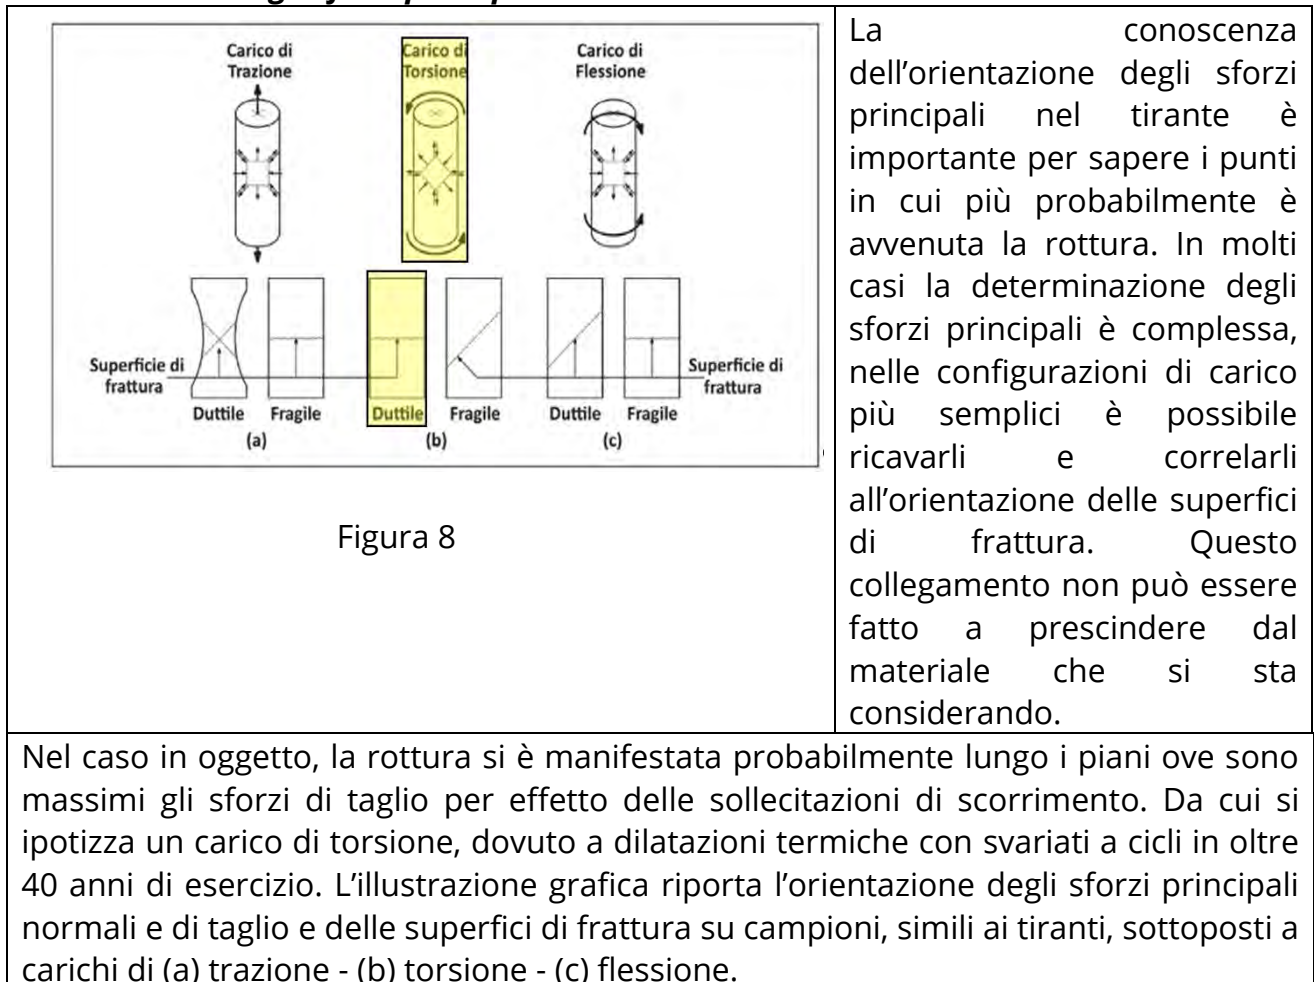 Carico di
Trazione
Carico di
Torsione
Carico di
Flessione
Superficie di
frattura
Superficie di
frattura
Duttile
Fragile
Duttile
Fragile
Duttile
Fragile
(a)
(b)
(c)
Figura 8
La conoscenza
dell’orientazione degli sforzi
principali nel tirante è
importante per sapere i punti
in cui più probabilmente è
avvenuta la rottura. In molti
casi la determinazione degli
sforzi principali è complessa,
nelle configurazioni di carico
più semplici è possibile
ricavarli e correlarli
all’orientazione delle superfici
di frattura. Questo
collegamento non può essere
fatto a prescindere dal
materiale che si sta
considerando.
Nel caso in oggetto, la rottura si è manifestata probabilmente lungo i piani ove sono
massimi gli sforzi di taglio per effetto delle sollecitazioni di scorrimento. Da cui si
ipotizza un carico di torsione, dovuto a dilatazioni termiche con svariati a cicli in oltre
40 anni di esercizio. L’illustrazione grafica riporta l’orientazione degli sforzi principali
normali e di taglio e delle superfici di frattura su campioni, simili ai tiranti, sottoposti a
carichi di (a) trazione - (b) torsione - (c) flessione.